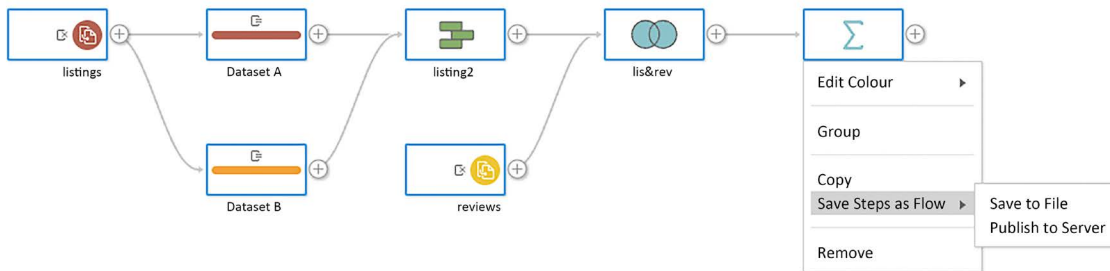 listings
Dataset A
listing2
lis&rev
Dataset B
reviews
Edit Colour
Group
Copy
Save Steps as Flow
Remove
Save to File
Publish to Server